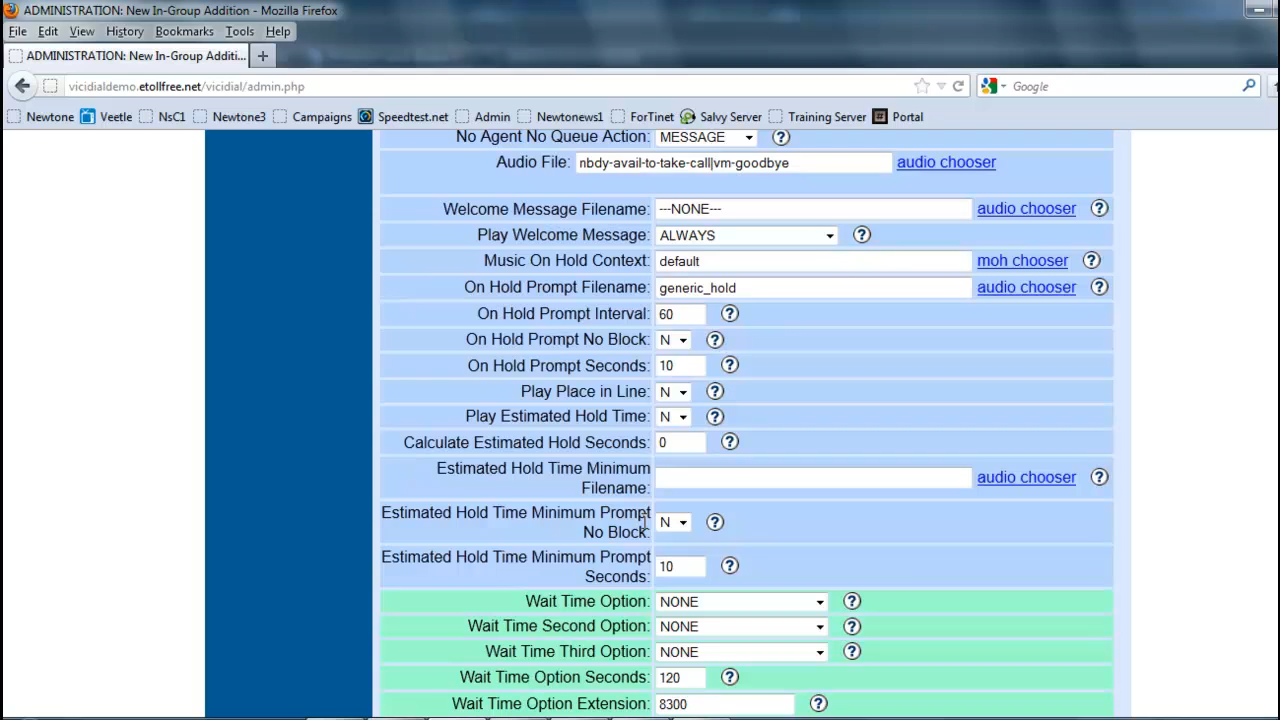 ADMINISTRATION: New In-Group Addition - Mozilla Firefox
File Edit View History Bookmarks Tools Help
ADMINISTRATION: New In-Group Additi... +
vicidialdemo.etollfree.net/vicidial/admin.php Google
Newtone Veetle NsC1 Newtone3 Campaigns Speedtest.net Admin Newtonews1 ForTinet Salvy Server Training Server Portal
No Agent No Queue Action: MESSAGE ?
Audio File: nbdy-avail-to-take-call|vm-goodbye audio chooser
Welcome Message Filename: ---NONE--- audio chooser ?
Play Welcome Message: ALWAYS ?
Music On Hold Context: default moh chooser ?
On Hold Prompt Filename: generic_hold audio chooser ?
On Hold Prompt Interval: 60 ?
On Hold Prompt No Block: N ?
On Hold Prompt Seconds: 10 ?
Play Place in Line: N ?
Play Estimated Hold Time: N ?
Calculate Estimated Hold Seconds: 0 ?
Estimated Hold Time Minimum
Filename: audio chooser ?
Estimated Hold Time Minimum Prompt
No Block: N ?
Estimated Hold Time Minimum Prompt
Seconds: 10 ?
Wait Time Option: NONE ?
Wait Time Second Option: NONE ?
Wait Time Third Option: NONE ?
Wait Time Option Seconds: 120 ?
Wait Time Option Extension: 8300 ?